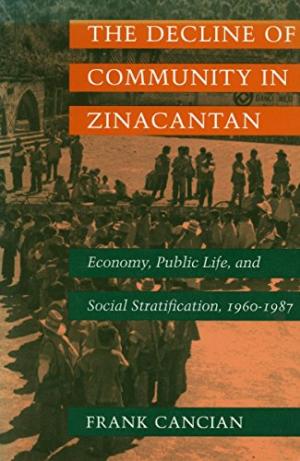 THE DECLINE OF
COMMUNITY IN
ZINACANTAN
Economy, Public Life, and
Social Stratification, 1960-1987
FRANK CANCIAN